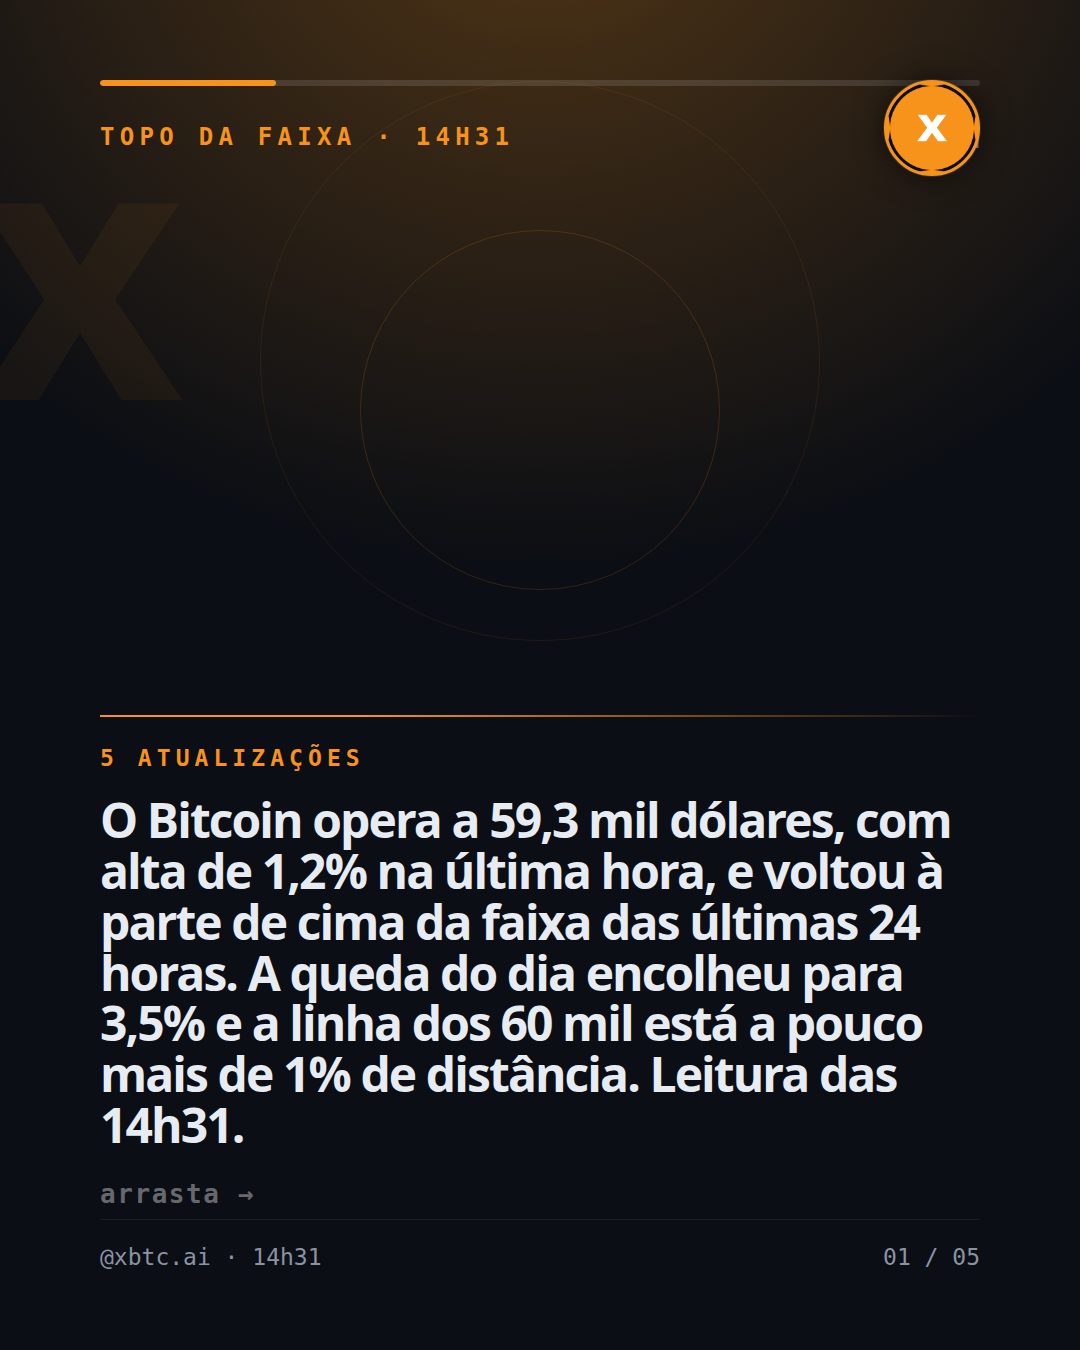 TOPO DA FAIXA · 14H31
x
X
5 ATUALIZAÇÕES
O Bitcoin opera a 59,3 mil dólares, com
alta de 1,2% na última hora, e voltou à
parte de cima da faixa das últimas 24
horas. A queda do dia encolheu para
3,5% e a linha dos 60 mil está a pouco
mais de 1% de distância. Leitura das
14h31.
arrasta →
@xbtc.ai · 14h31
01 / 05